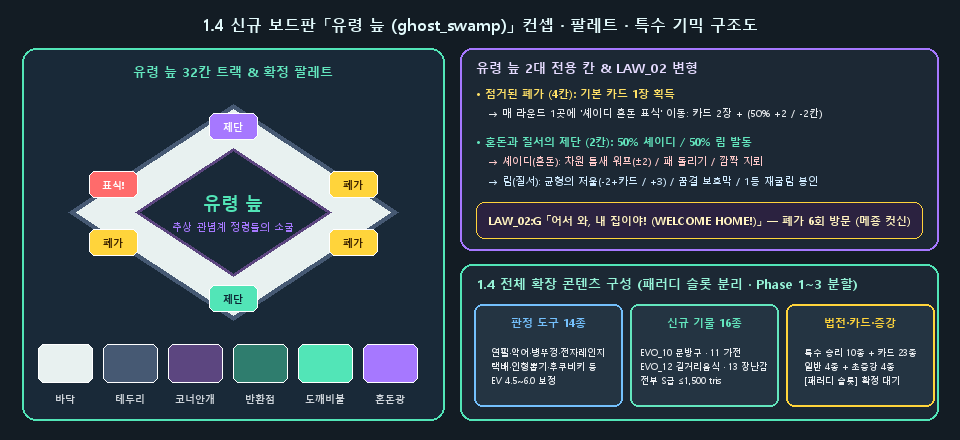 1.4 신규 보드판 「유령 늪 (ghost_swamp)」 컨셉 · 팔레트 · 특수 기믹 구조도
유령 늪 32칸 트랙 & 확정 팔레트
제단
표식!
폐가
유령 늪
추상 관념계 정령들의 소굴
폐가
폐가
제단
바닥
테두리
코너안개
반환점
도깨비불
혼돈광
유령 늪 2대 전용 칸 & LAW_02 변형
• 점거된 폐가 (4칸): 기본 카드 1장 획득
→ 매 라운드 1곳에 '셰이디 혼돈 표식' 이동: 카드 2장 + (50% +2 / -2칸)
• 혼돈과 질서의 제단 (2칸): 50% 셰이디 / 50% 림 발동
→ 셰이디(혼돈): 차원 틈새 워프(±2) / 패 돌리기 / 깜짝 지뢰
→ 림(질서): 균형의 저울(-2+카드 / +3) / 꿈결 보호막 / 1등 재굴림 봉인
LAW_02:G 「어서 와, 내 집이야! (WELCOME HOME!)」 — 폐가 6회 방문 (메종 컷신)
1.4 전체 확장 콘텐츠 구성 (패러디 슬롯 분리 · Phase 1~3 분할)
판정 도구 14종
연필·악어·병뚜껑·전자레인지
택배·인형뽑기·후쿠비키 등
EV 4.5~6.0 보정
신규 기물 16종
EVO_10 문방구 · 11 가전
EVO_12 길거리음식 · 13 장난감
전부 S급 ≤1,500 tris
법전·카드·증강
특수 승리 10종 + 카드 23종
일반 4종 + 초증강 4종
[패러디 슬롯] 확정 대기